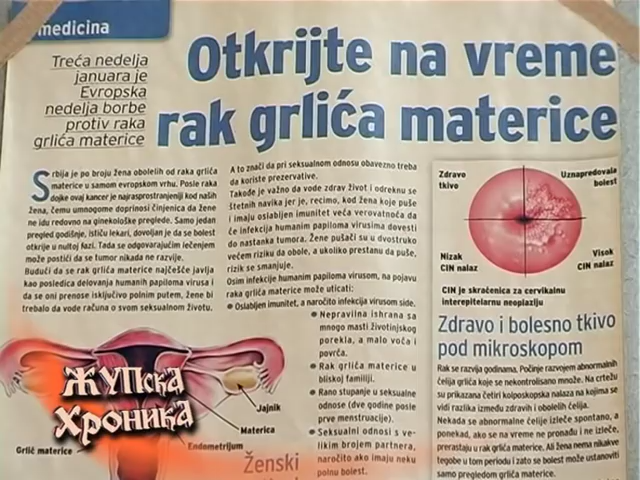 medicina
Treća nedelja
januara je
Evropska
nedelja borbe
protiv raka
grlića materice
Otkrijte na vreme
rak grlića materice
Srbija je po broju žena obolelih od raka grlića
materice u samom evropskom vrhu. Posle raka
dojke ovaj kancer je najrasprostranjeniji kod naših
žena, čemu umnogome doprinosi činjenica da žene
ne idu redovno na ginekološke preglede. Samo jedan
pregled godišnje, ističu lekari, dovoljan je da se bolest
otkrije u nultoj fazi. Tada se odgovarajućim lečenjem
može postići da se tumor nikada ne razvije.
Budući da se rak grlića materice najčešće javlja
kao posledica delovanja humanih papiloma virusa i
da se oni prenose isključivo polnim putem, žene bi
trebalo da vode računa o svom seksualnom životu.
A to znači da pri seksualnom odnosu obavezno treba
da koriste prezervative.
Takođe je važno da vode zdrav život i odreknu se
štetnih navika jer je, recimo, kod žena koje puše
i imaju oslabljen imunitet veća verovatnoća da
će infekcija humanim papiloma virusima dovesti
do nastanka tumora. Žene pušači su u dvostruko
većem riziku da obole, a ukoliko prestanu da puše,
rizik se smanjuje.
Osim infekcije humanim papiloma virusom, na pojavu
raka grlića materice može uticati:
● Oslabljen imunitet, a naročito infekcija virusom side.
● Nepravilna ishrana sa
mnogo masti životinjskog
porekla, a malo voća i
povrća.
● Rak grlića materice u
bliskoj familiji.
● Rano stupanje u seksualne
odnose (dve godine posle
prve menstruacije).
● Seksualni odnosi s ve-
likim brojem partnera,
naročito ako imaju neku
polnu bolest.
Zdravo
tkivo
Uznapredovala
bolest
Nizak
CIN nalaz
Visok
CIN nalaz
CIN je skraćenica za cervikalnu
interepitelarnu neoplaziju
Zdravo i bolesno tkivo
pod mikroskopom
Rak se razvija godinama. Počinje razvojem abnormalnih
ćelija grlića koje se nekontrolisano množe. Na crtežu
su prikazana četiri kolposkopska nalaza na kojima se
vidi razlika između zdravih i obolelih ćelija.
Nekada se abnormalne ćelije izleče spontano, a
ponekad, ako se na vreme ne pronađu i ne izleče,
prerastaju u rak grlića materice. Ali žena nema nikakve
tegobe u tom periodu i zato se bolest može ustanoviti
samo pregledom grlića materice.
Jajnik
Materica
Endometrijum
Grlić materice
Ženski
ЖУПска
Хроника